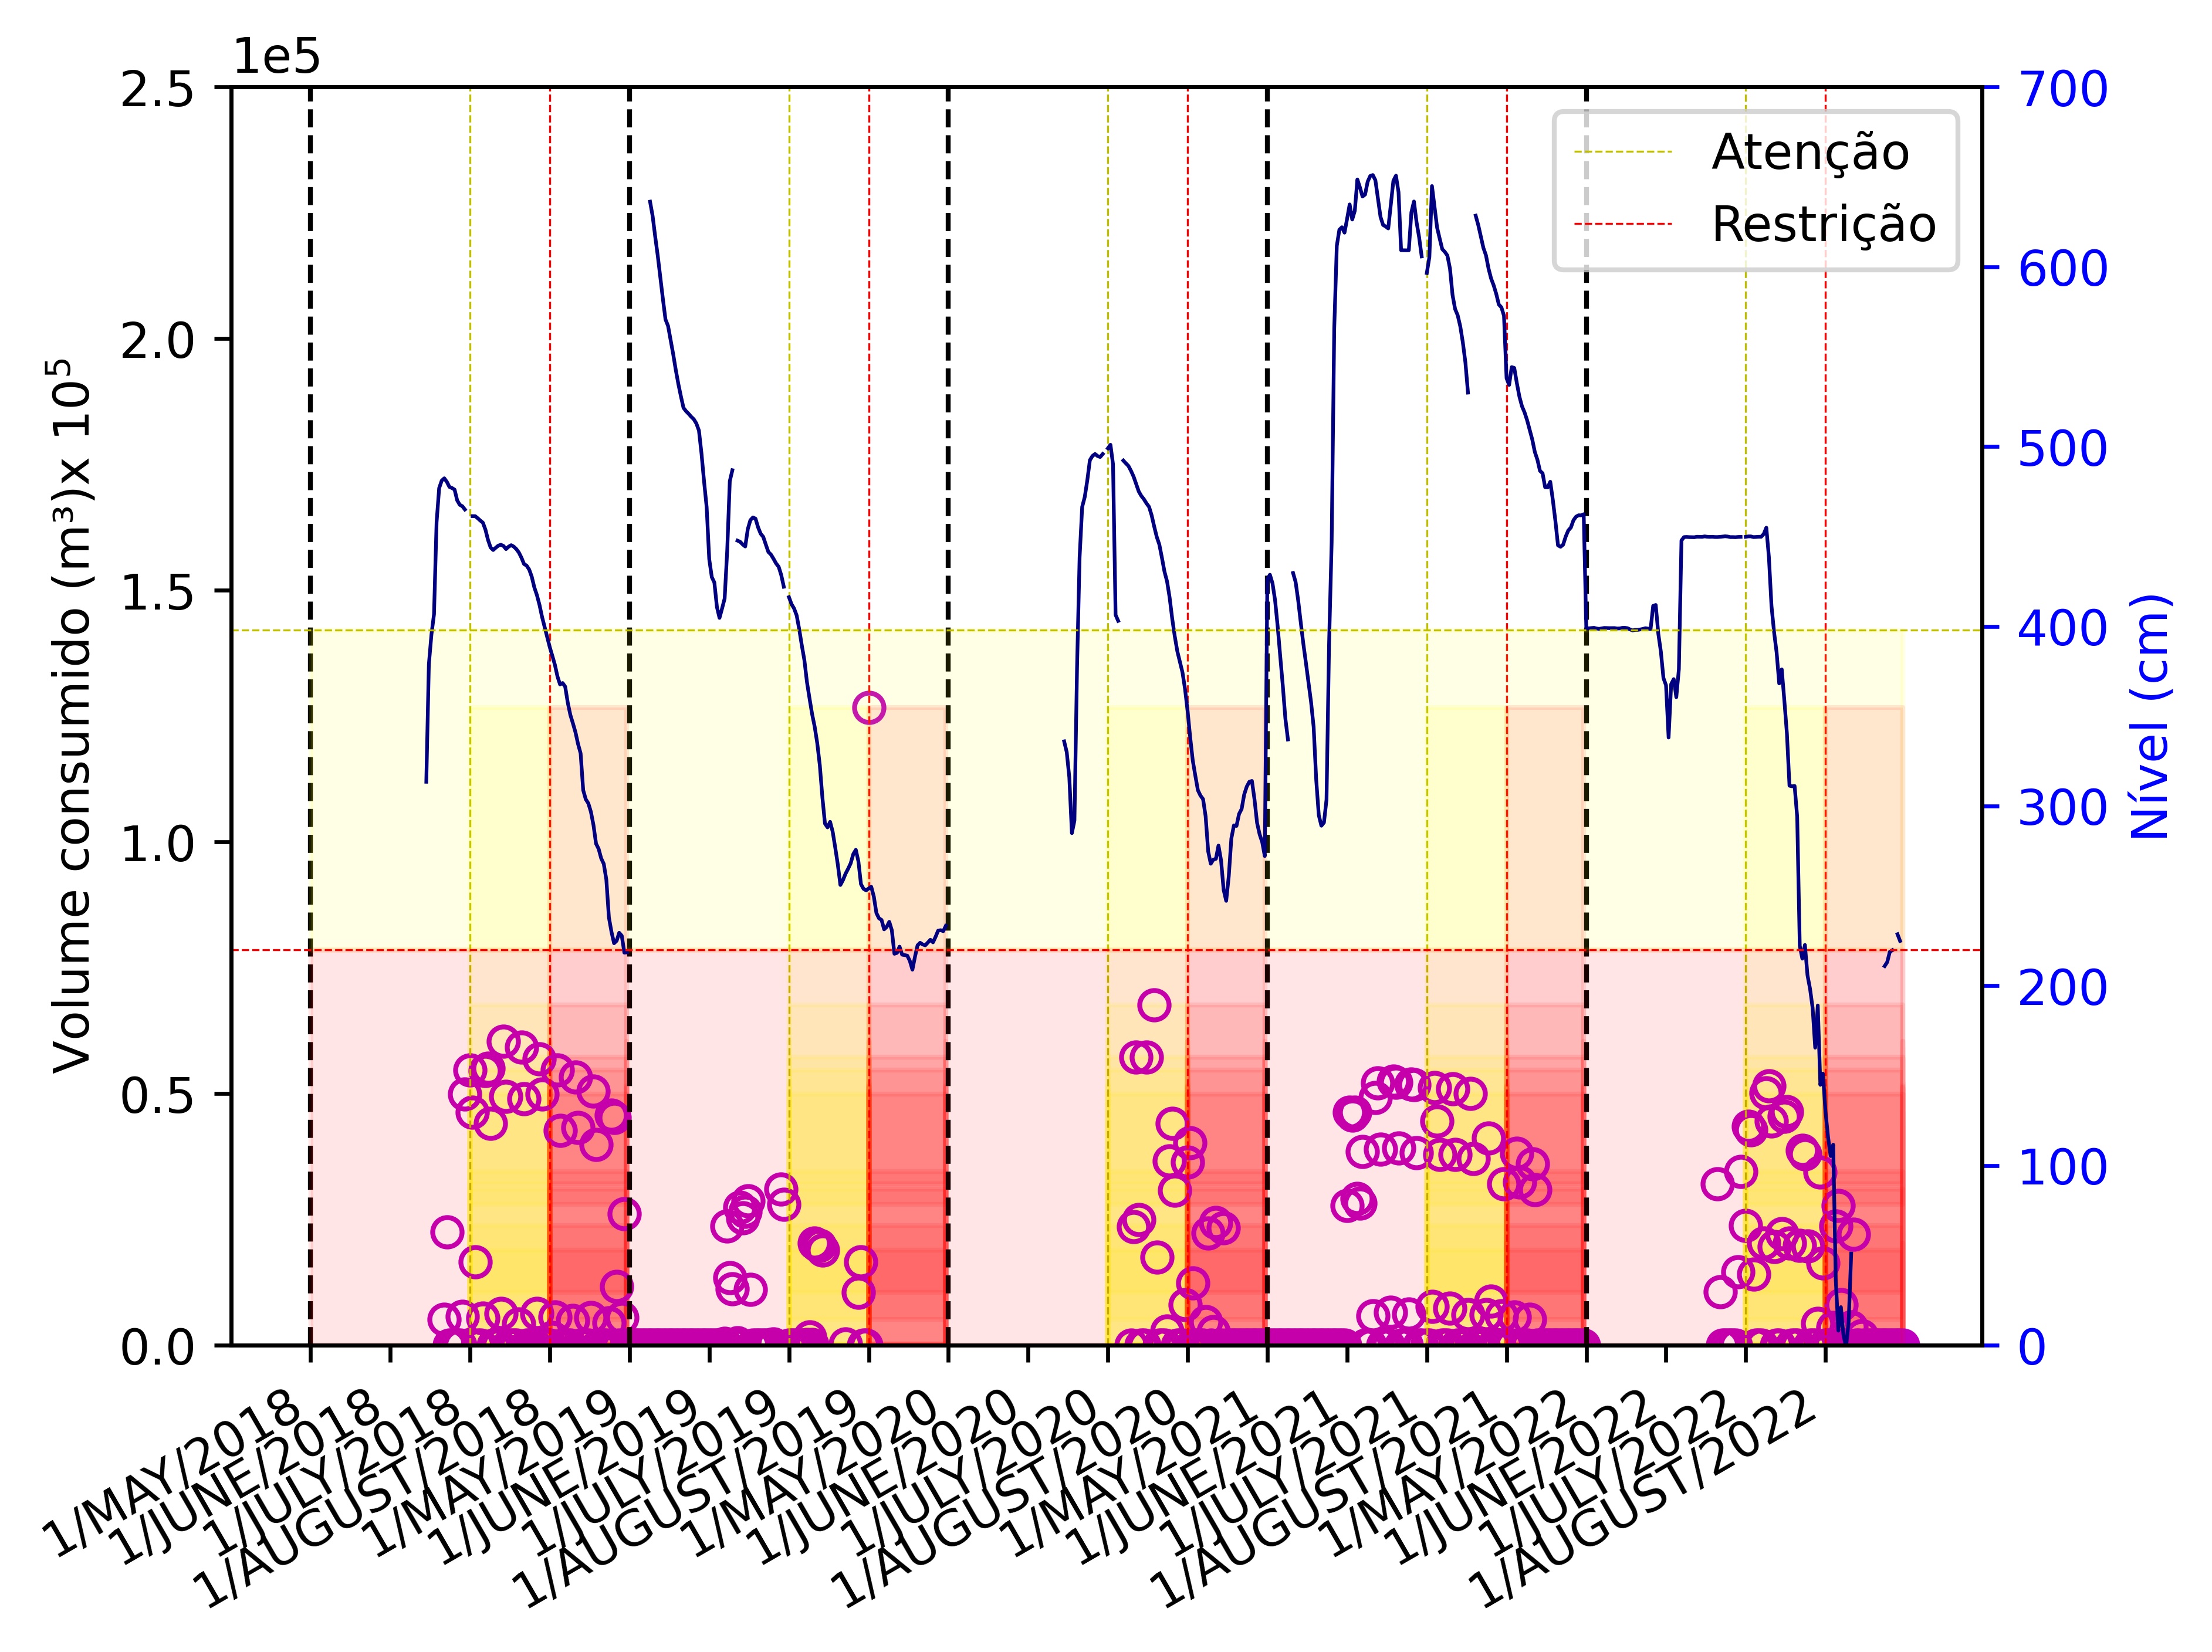 1e5
2.5
2.0
1.5
1.0
0.5
0.0
Volume consumido (m³)x 10⁵
700
600
500
400
300
200
100
0
Nível (cm)
Atenção
Restrição
1/MAY/2018
1/JUNE/2018
1/JULY/2018
1/AUGUST/2018
1/MAY/2019
1/JUNE/2019
1/JULY/2019
1/AUGUST/2019
1/MAY/2020
1/JUNE/2020
1/JULY/2020
1/AUGUST/2020
1/MAY/2021
1/JUNE/2021
1/JULY/2021
1/AUGUST/2021
1/MAY/2022
1/JUNE/2022
1/JULY/2022
1/AUGUST/2022